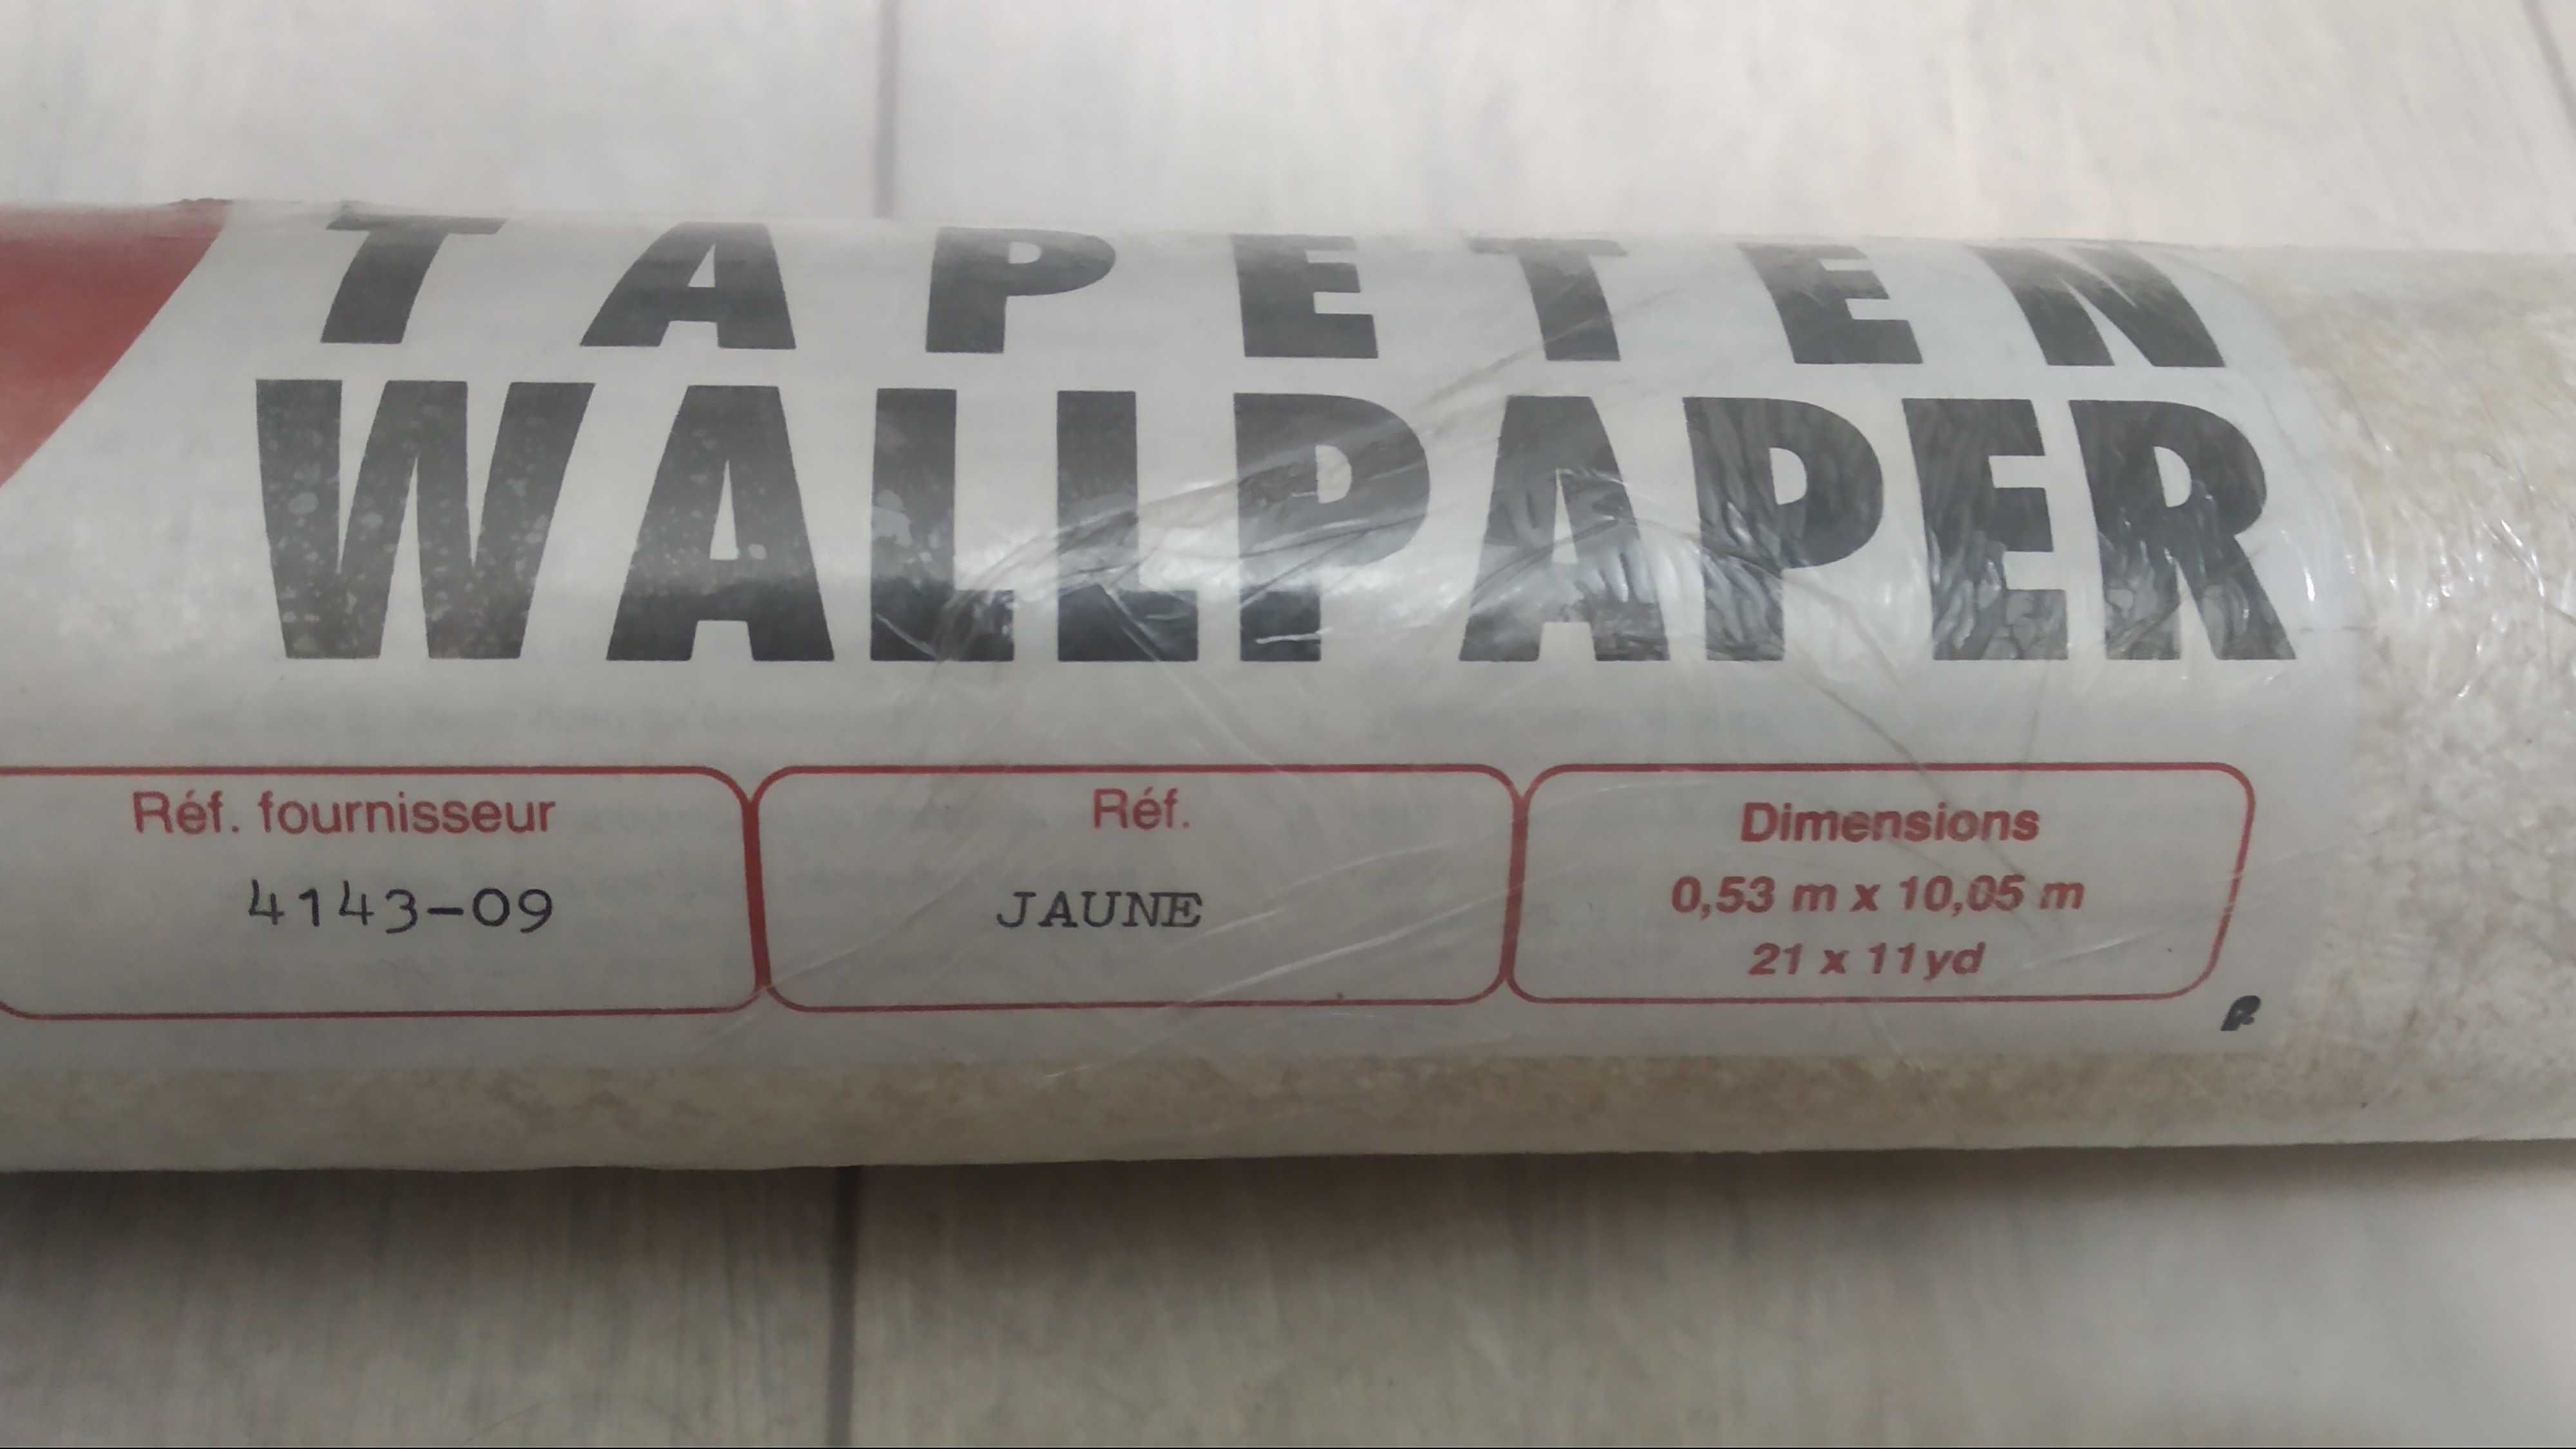 TAPETEN
WALLPAPER
Réf. fournisseur
4143-09
Réf.
JAUNE
Dimensions
0,53 m x 10,05 m
21 x 11yd